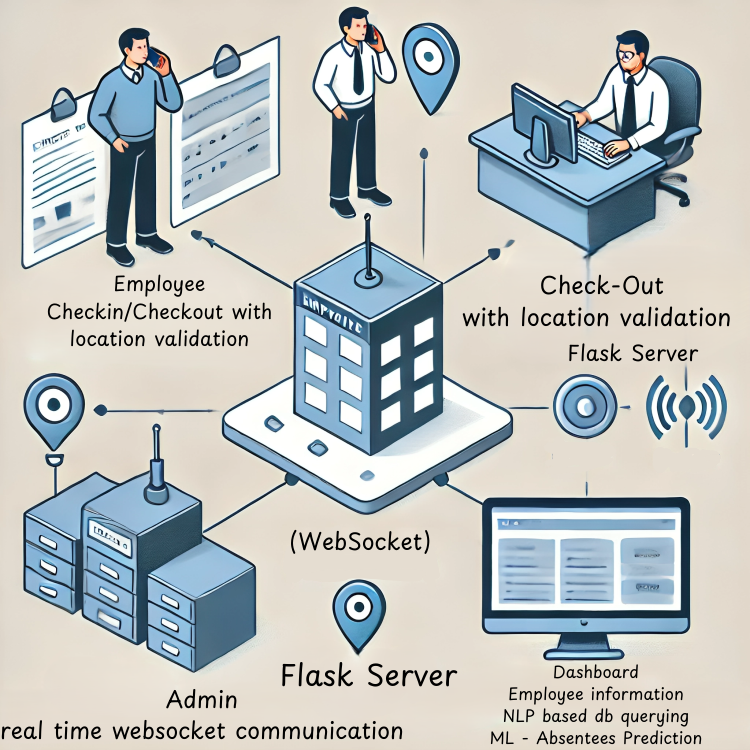 Employee
Checkin/Checkout with
location validation
Check-Out
with location validation
Flask Server
(WebSocket)
Flask Server
Admin
real time websocket communication
Dashboard
Employee information
NLP based db querying
ML - Absentees Prediction